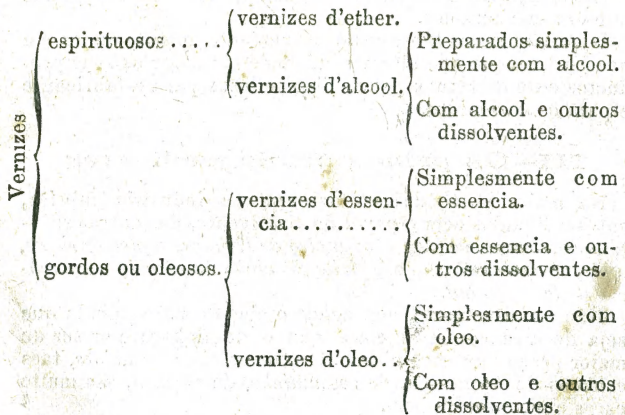 Vernizes
espirituosos.....
vernizes d'ether.
vernizes d'alcool.
Preparados simples-
mente com alcool.
Com alcool e outros
dissolventes.
gordos ou oleosos.
vernizes d'essen-
cia..........
Simplesmente com
essencia.
Com essencia e ou-
tros dissolventes.
vernizes d'oleo..
Simplesmente com
oleo.
Com oleo e outros
dissolventes.